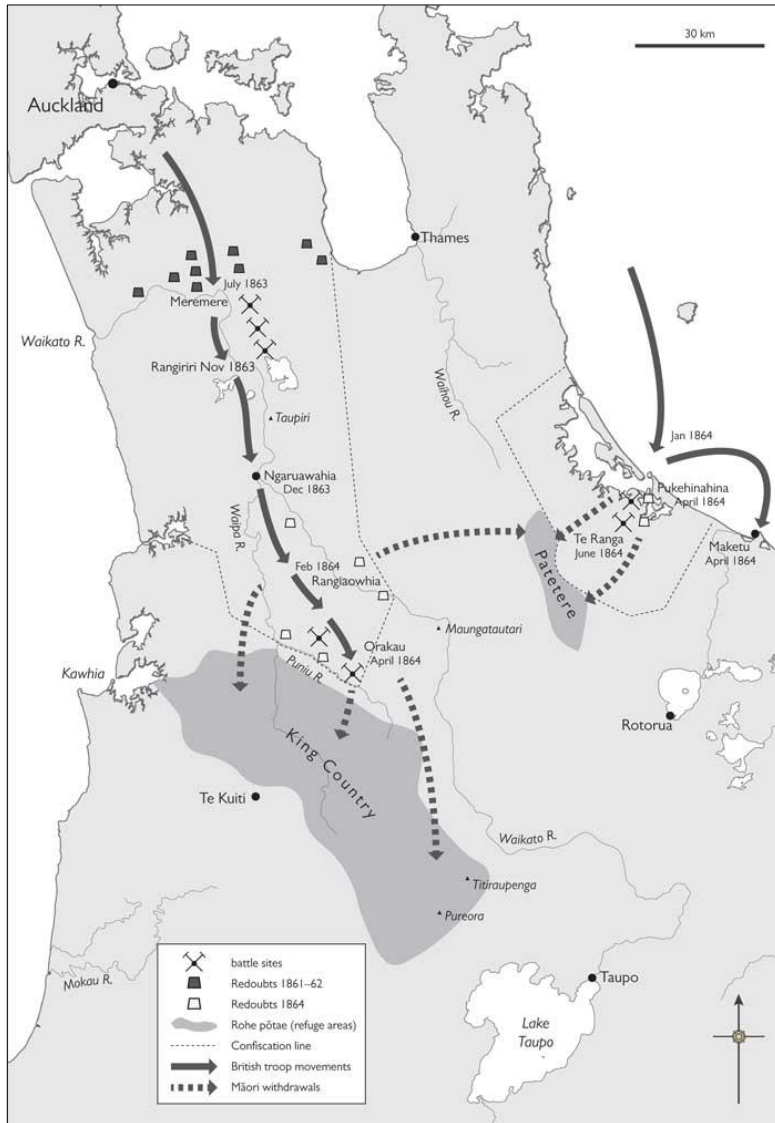 30 km
Auckland
Thames
July 1863
Meremere
Waikato R.
Rangiriri Nov 1863
Waihou R.
Taupiri
Jan 1864
Ngaruawahia
Dec 1863
Pukehinahina
April 1864
Waipa R.
Te Ranga
June 1864
Maketu
April 1864
Feb 1864
Rangiaowhia
Patetere
Maungatautari
Orakau
April 1864
Puniu R.
Kawhia
King Country
Rotorua
Te Kuiti
Waikato R.
Titiraupenga
Pureora
Mokau R.
Taupo
Lake
Taupo
battle sites
Redoubts 1861–62
Redoubts 1864
Rohe pōtae (refuge areas)
Confiscation line
British troop movements
Māori withdrawals